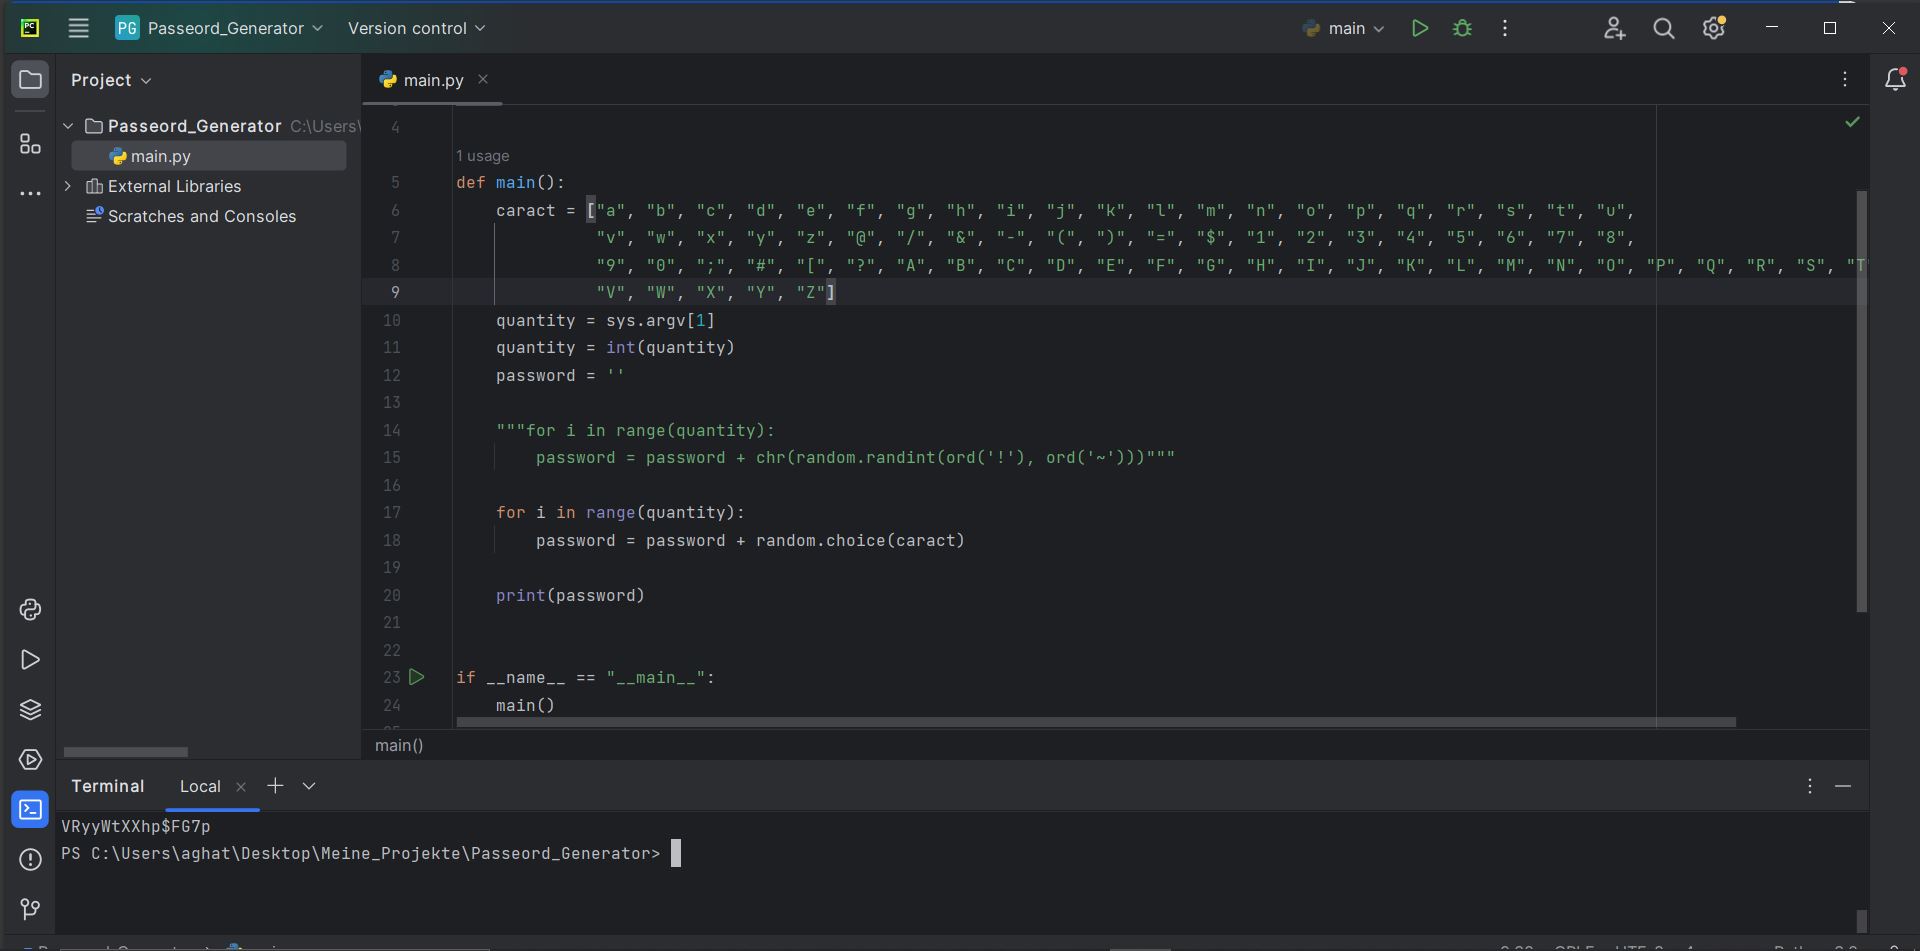 PG Passeord_Generator Version control main
Project
main.py
Passeord_Generator C:\Users\
main.py
External Libraries
Scratches and Consoles
4
1 usage
5 def main():
6 caract = ["a", "b", "c", "d", "e", "f", "g", "h", "i", "j", "k", "l", "m", "n", "o", "p", "q", "r", "s", "t", "u",
7 "v", "w", "x", "y", "z", "@", "/", "&", "-", "(", ")", "=", "$", "1", "2", "3", "4", "5", "6", "7", "8",
8 "9", "0", ";", "#", "[", "?", "A", "B", "C", "D", "E", "F", "G", "H", "I", "J", "K", "L", "M", "N", "O", "P", "Q", "R", "S", "T"
9 "V", "W", "X", "Y", "Z"]
10 quantity = sys.argv[1]
11 quantity = int(quantity)
12 password = ''
13
14 """for i in range(quantity):
15 password = password + chr(random.randint(ord('!'), ord('~')))"""
16
17 for i in range(quantity):
18 password = password + random.choice(caract)
19
20 print(password)
21
22
23 if __name__ == "__main__":
24 main()
main()
Terminal Local
VRyyWtXXhp$FG7p
PS C:\Users\aghat\Desktop\Meine_Projekte\Passeord_Generator>